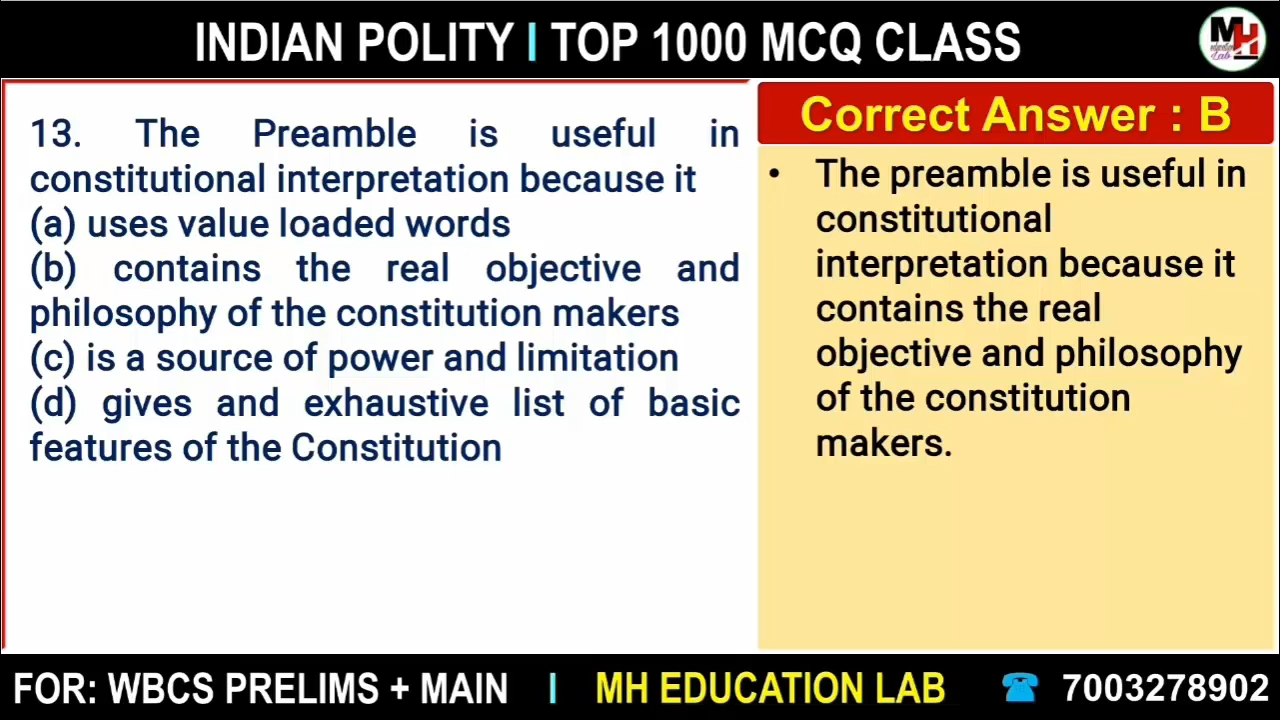 INDIAN POLITY I TOP 1000 MCQ CLASS
MH
education
Lab
13. The Preamble is useful in
constitutional interpretation because it
(a) uses value loaded words
(b) contains the real objective and
philosophy of the constitution makers
(c) is a source of power and limitation
(d) gives and exhaustive list of basic
features of the Constitution
Correct Answer : B
• The preamble is useful in
constitutional
interpretation because it
contains the real
objective and philosophy
of the constitution
makers.
FOR: WBCS PRELIMS + MAIN I MH EDUCATION LAB ☎ 7003278902